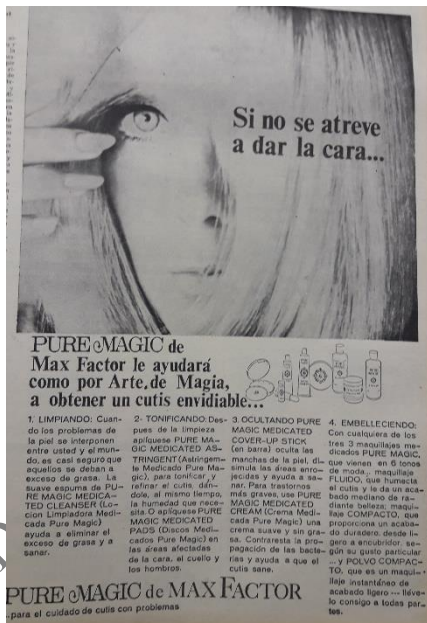 Si no se atreve
a dar la cara...
PURE MAGIC de
Max Factor le ayudará
como por Arte de Magia,
a obtener un cutis envidiable...
1. LIMPIANDO: Cuan-
do los problemas de
la piel se interponen
entre usted y el mun-
do, es casi seguro que
aquellos se deban a
exceso de grasa. La
suave espuma de PU-
RE MAGIC MEDICA-
TED CLEANSER (Lo-
cion Limpiadora Medi-
cada Pure Magic)
ayuda a eliminar el
exceso de grasa y a
sanar.
2- TONIFICANDO: Des-
pues de la limpieza
aplíquese PURE MA-
GIC MEDICATED AS-
TRINGENT (Astringen-
te Medicado Pure Ma-
gic), para tonificar y
refinar el cutis, dán-
dole, al mismo tiempo,
la humedad que nece-
sita. O aplíquese PURE
MAGIC MEDICATED
PADS (Discos Medi-
cados Pure Magic) en
las áreas afectadas
de la cara, el cuello y
los hombros.
3. OCULTANDO PURE
MAGIC MEDICATED
COVER-UP STICK
(en barra) oculta las
manchas de la piel, di-
simula las áreas enro-
jecidas y ayuda a sa-
nar. Para trastornos
más graves, use PURE
MAGIC MEDICATED
CREAM (Crema Medi-
cada Pure Magic) una
crema suave y sin gra-
sa. Contraresta la pro-
pagación de las bacte-
rias y ayuda a que el
cutis sane.
4. EMBELLECIENDO:
Con cualquiera de los
tres 3 maquillajes me-
dicados PURE MAGIC,
que vienen en 6 tonos
de moda, maquillaje
FLUIDO, que humecta
el cutis y le da un aca-
bado mediano de ra-
diante belleza; maqui-
llaje COMPACTO, que
proporciona un acaba-
do duradero, desde li-
gero a encubridor, se-
gún su gusto particular
... y POLVO COMPAC-
TO, que es un maqui-
llaje instantáneo de
acabado ligero --- lléve-
lo consigo a todas par-
tes.
PURE MAGIC de MAX FACTOR
..para el cuidado de cutis con problemas